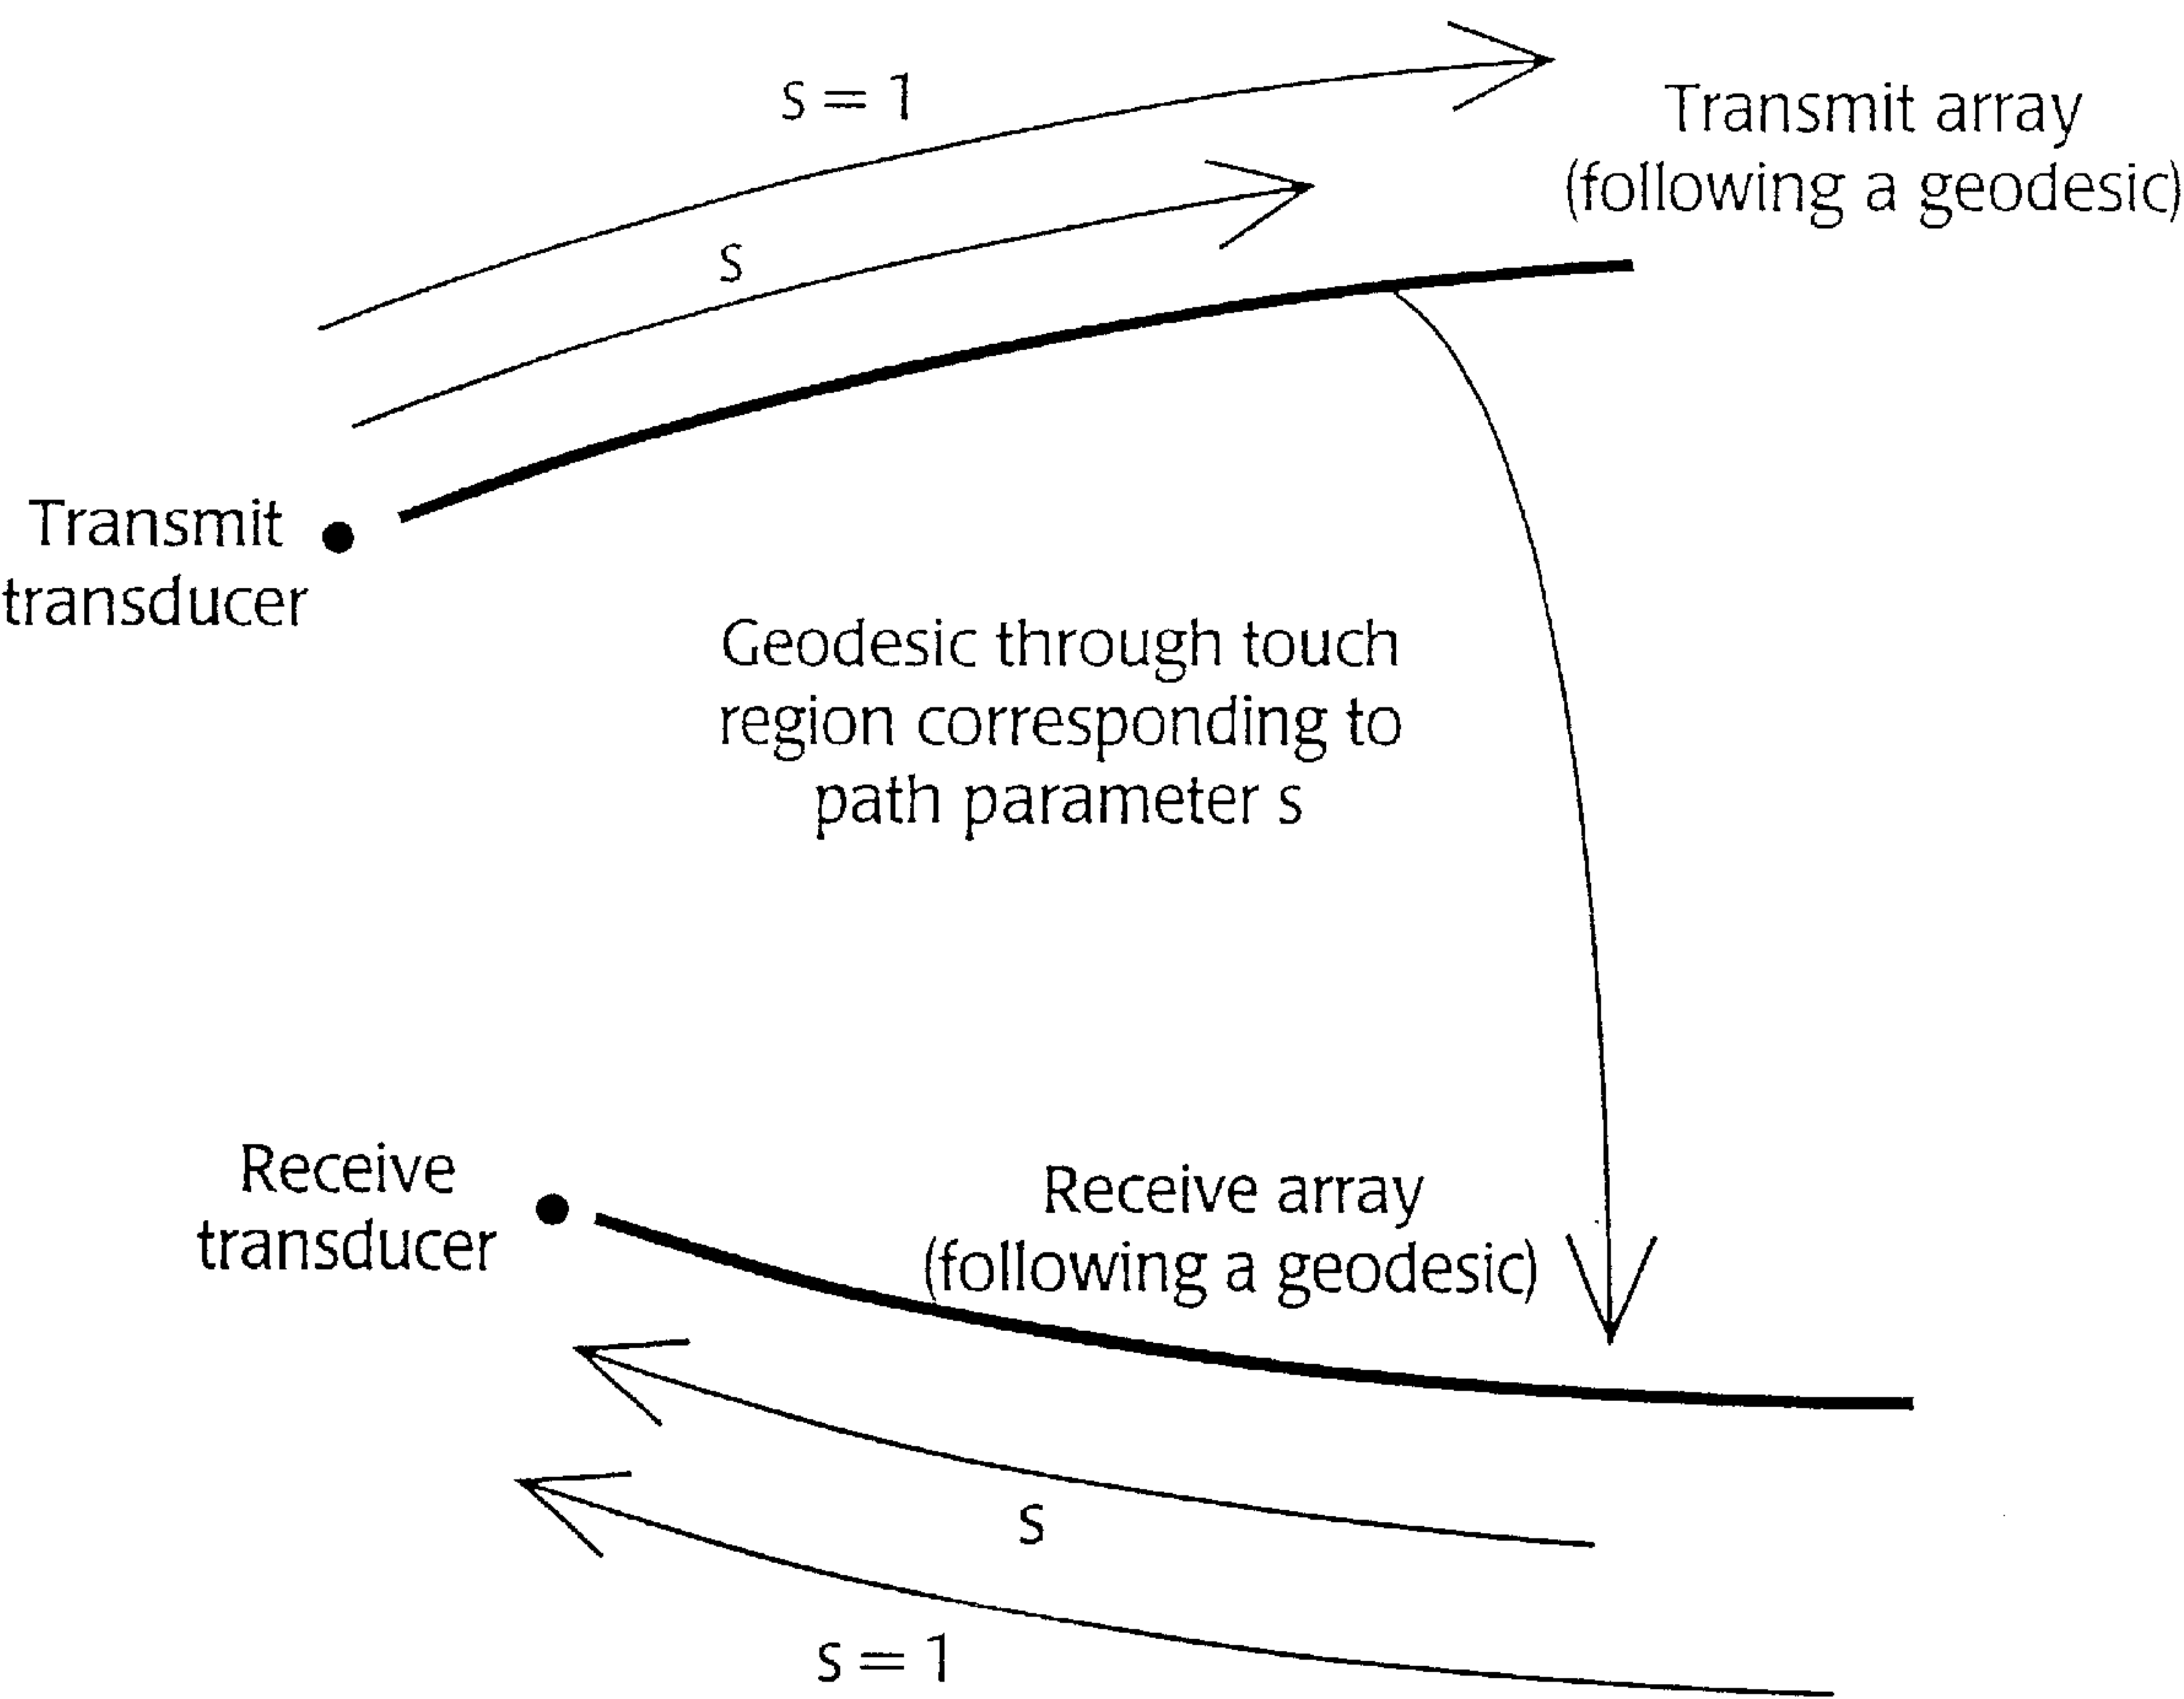 s = 1
Transmit array
(following a geodesic)
s
Transmit
transducer
Geodesic through touch
region corresponding to
path parameter s
Receive
transducer
Receive array
(following a geodesic)
s
s = 1